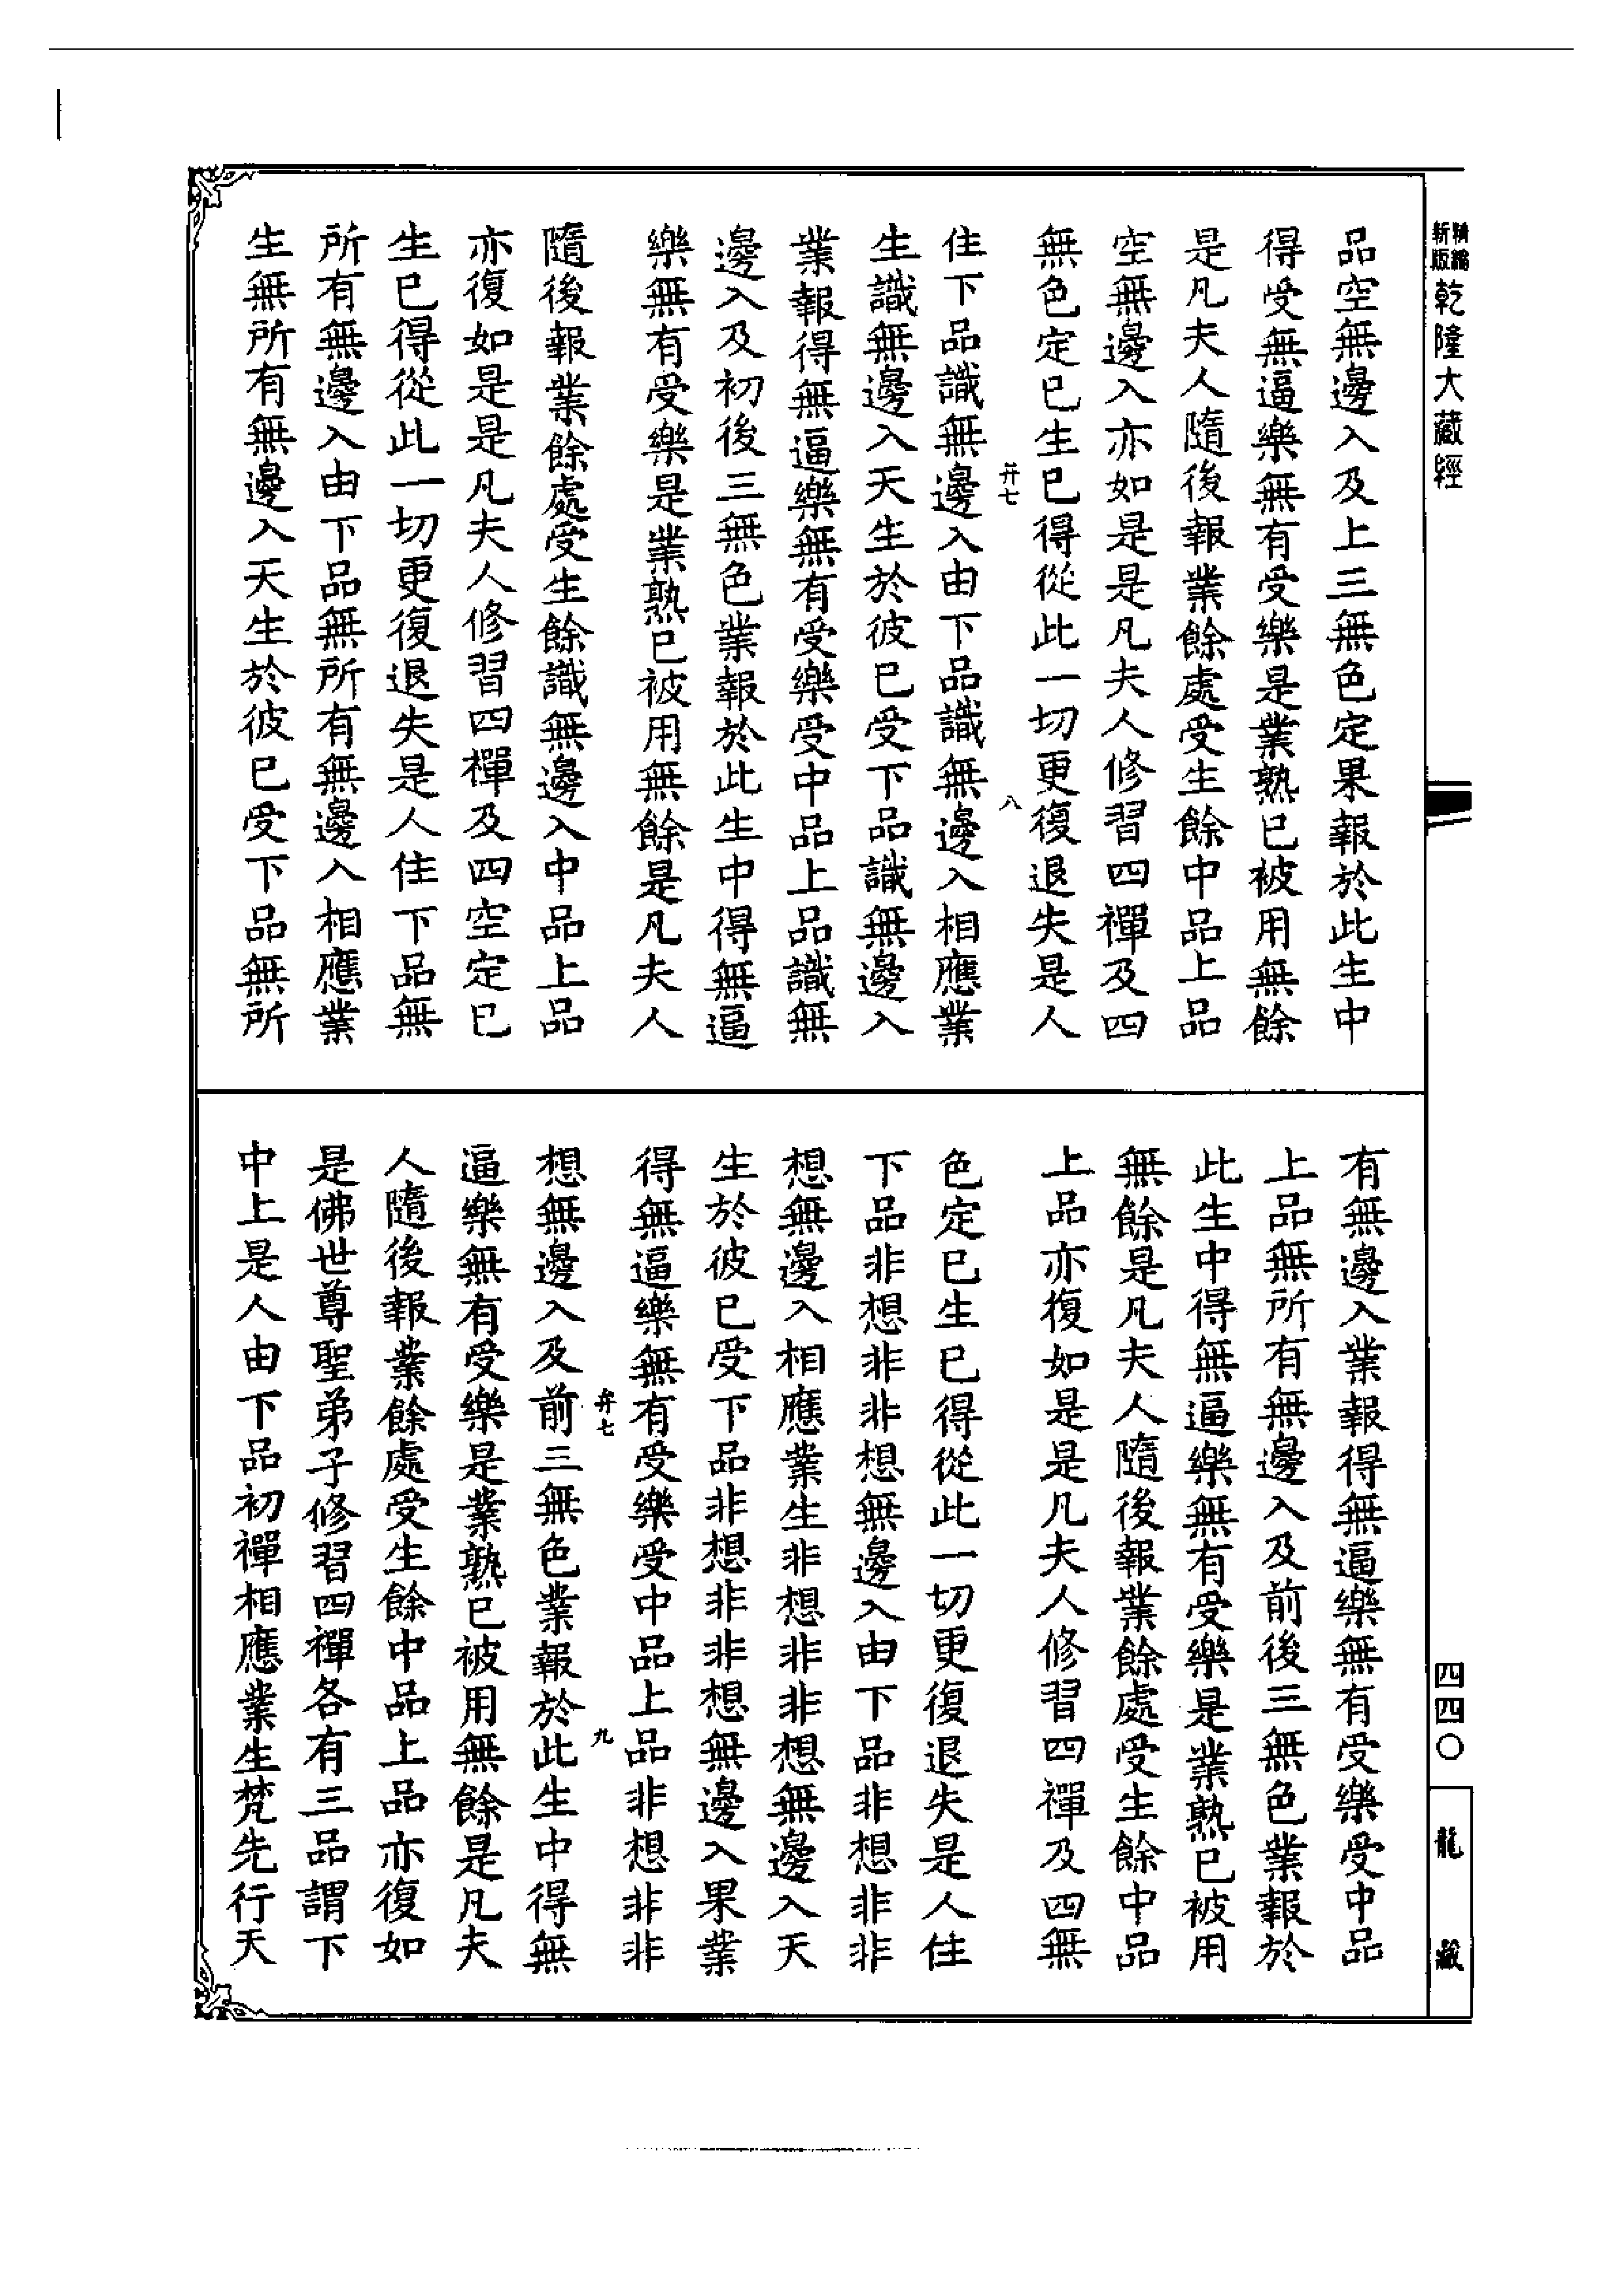 精編新版乾隆大藏經
品空無邊入及上三無色定果報於此生中
得受無逼樂無有受樂是業熟已被用無餘
是凡夫人隨後報業餘處受生餘中品上品
空無邊入亦如是是凡夫人修習四禪及四
無色定已生已得從此一切更復退失是人
弁七
八
住下品識無邊入由下品識無邊入相應業
生識無邊入天生於彼已受下品識無邊入
業報得無逼樂無有受樂受中品上品識無
邊入及初後三無色業報於此生中得無逼
樂無有受樂是業熟已被用無餘是凡夫人
隨後報業餘處受生餘識無邊入中品上品
亦復如是是凡夫人修習四禪及四空定已
生已得從此一切更復退失是人住下品無
所有無邊入由下品無所有無邊入相應業
生無所有無邊入天生於彼已受下品無所
有無邊入業報得無逼樂無有受樂受中品
上品無所有無邊入及前後三無色業報於
此生中得無逼樂無有受樂是業熟已被用
無餘是凡夫人隨後報業餘處受生餘中品
上品亦復如是是凡夫人修習四禪及四無
色定已生已得從此一切更復退失是人住
下品非想非非想無邊入由下品非想非非
想無邊入相應業生非想非非想無邊入天
生於彼已受下品非想非非想無邊入果業
得無逼樂無有受樂受中品上品非想非非
弁七
九
想無邊入及前三無色業報於此生中得無
逼樂無有受樂是業熟已被用無餘是凡夫
人隨後報業餘處受生餘中品上品亦復如
是佛世尊聖弟子修習四禪各有三品謂下
中上是人由下品初禪相應業生梵先行天
四四〇
龍藏